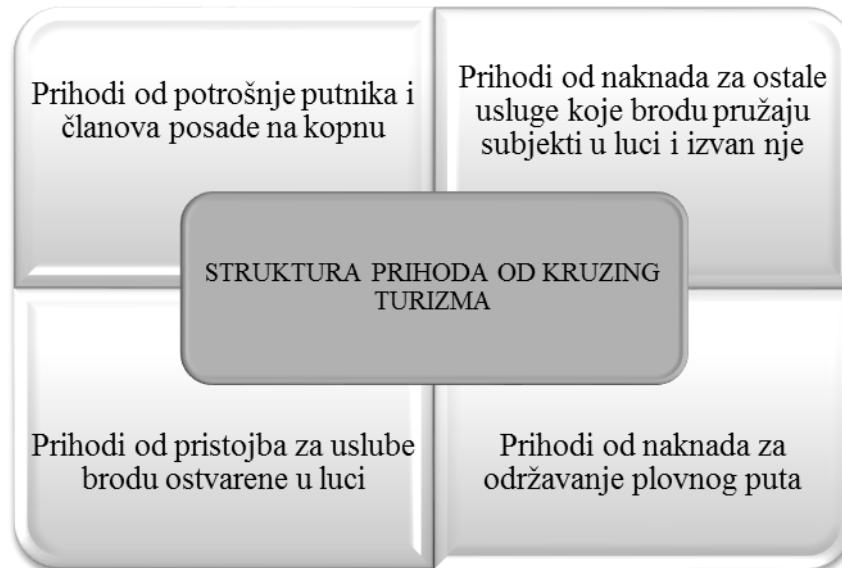 Prihodi od potrošnje putnika i
članova posade na kopnu
Prihodi od naknada za ostale
usluge koje brodu pružaju
subjekti u luci i izvan nje
STRUKTURA PRIHODA OD KRUZING
TURIZMA
Prihodi od pristojba za uslube
brodu ostvarene u luci
Prihodi od naknada za
održavanje plovnog puta